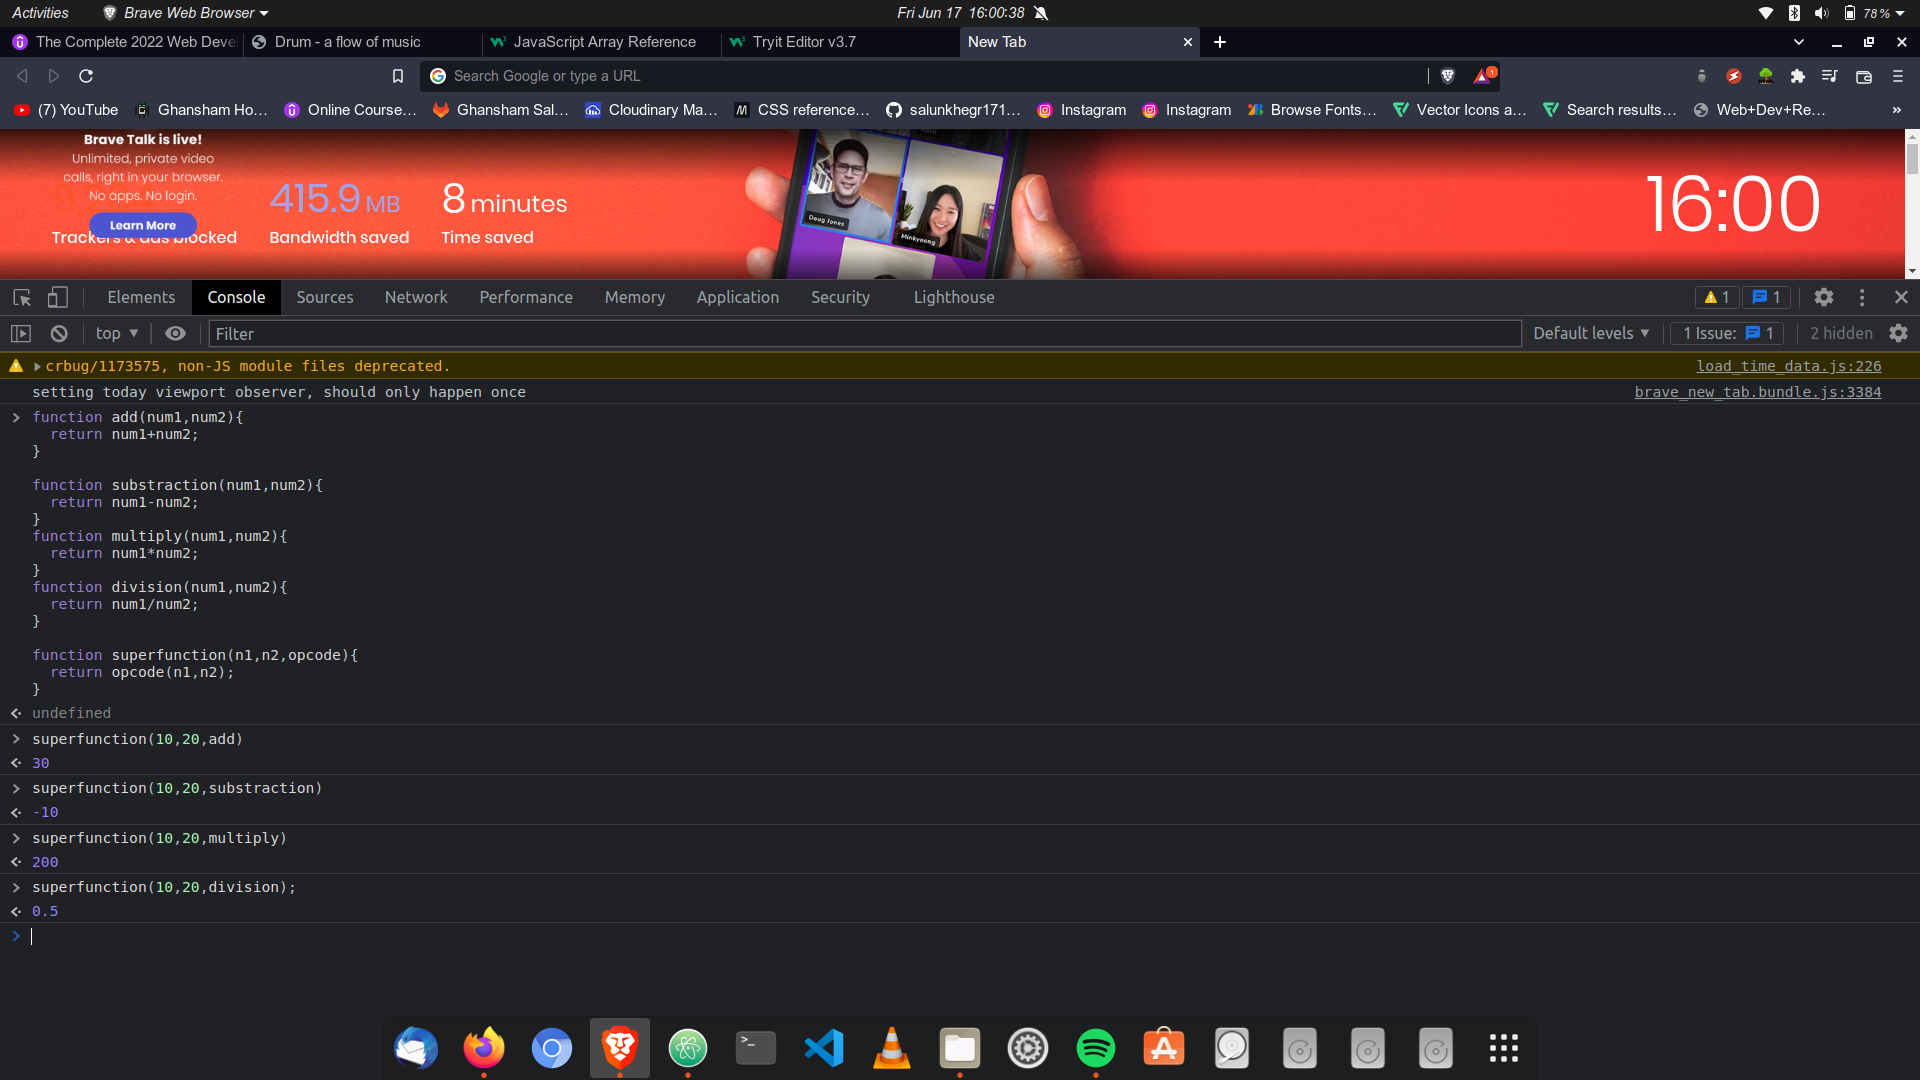 Activities
Brave Web Browser
Fri Jun 17 16:00:38
78 %
The Complete 2022 Web Deve
Drum - a flow of music
JavaScript Array Reference
Tryit Editor v3.7
New Tab
Search Google or type a URL
1
(7) YouTube
Ghansham Ho…
Online Course…
Ghansham Sal…
Cloudinary Ma…
CSS reference…
salunkhegr171…
Instagram
Instagram
Browse Fonts…
Vector Icons a…
Search results…
Web+Dev+Re…
»
Brave Talk is live!
Unlimited, private video
calls, right in your browser.
No apps. No login.
Learn More
Trackers & ads blocked
415.9 MB
Bandwidth saved
8 minutes
Time saved
Doug Jones
Minkyeong
16:00
Elements
Console
Sources
Network
Performance
Memory
Application
Security
Lighthouse
1
1
top
Filter
Default levels
1 Issue: 1
2 hidden
crbug/1173575, non-JS module files deprecated.
load_time_data.js:226
setting today viewport observer, should only happen once
brave_new_tab.bundle.js:3384
function add(num1,num2){
return num1+num2;
}
function substraction(num1,num2){
return num1-num2;
}
function multiply(num1,num2){
return num1*num2;
}
function division(num1,num2){
return num1/num2;
}
function superfunction(n1,n2,opcode){
return opcode(n1,n2);
}
undefined
superfunction(10,20,add)
30
superfunction(10,20,substraction)
-10
superfunction(10,20,multiply)
200
superfunction(10,20,division);
0.5